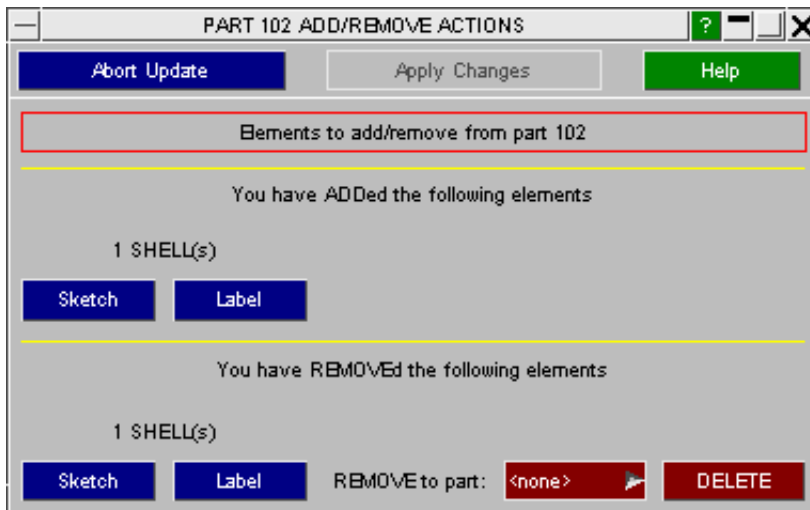 PART 102 ADD/REMOVE ACTIONS ?
Abort Update Apply Changes Help
Elements to add/remove from part 102
You have ADDed the following elements
1 SHELL(s)
Sketch Label
You have REMOVEd the following elements
1 SHELL(s)
Sketch Label REMOVE to part: <none> DELETE